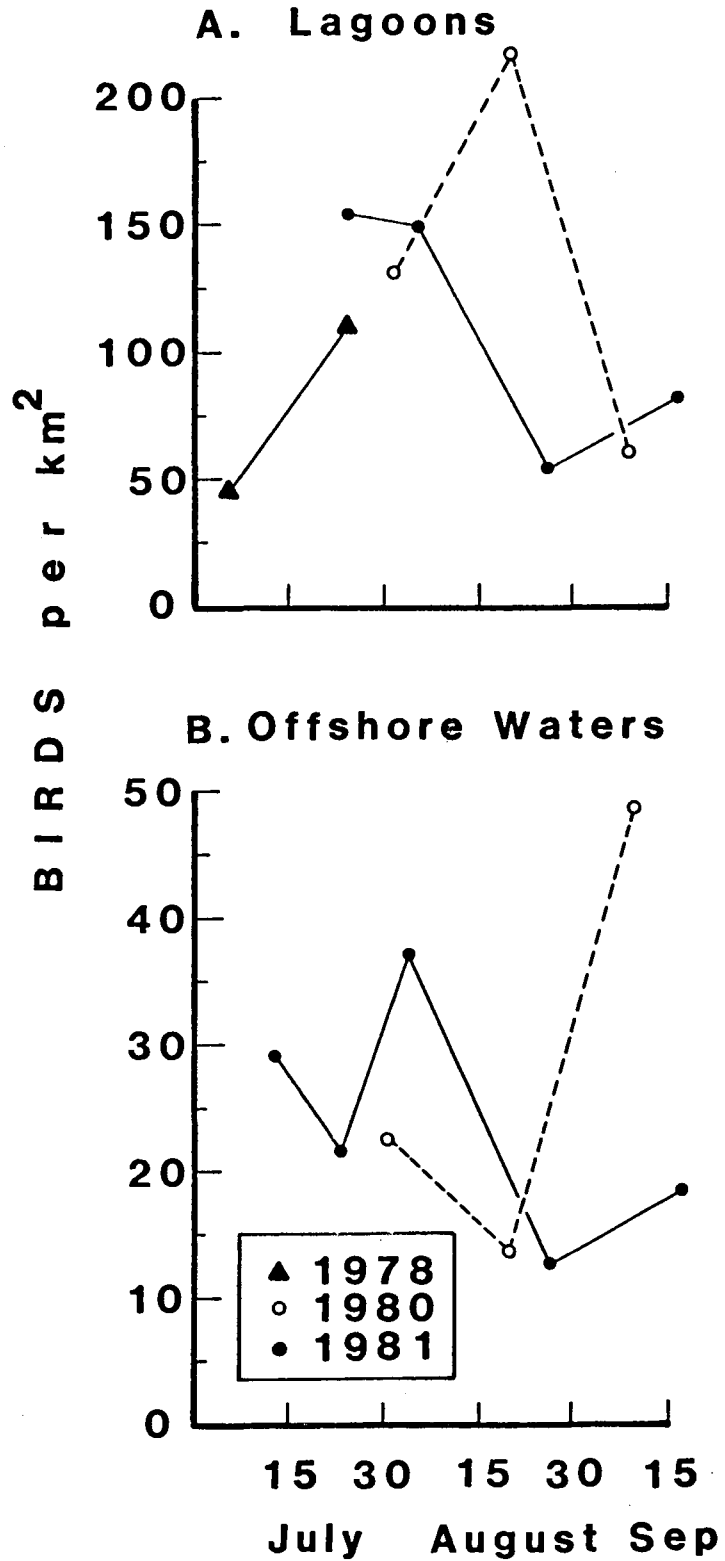 A. Lagoons
200
150
100
50
0
BIRDS per km2
B. Offshore Waters
50
40
30
20
10
0
▲ 1978
○ 1980
● 1981
15 30 15 30 15
July August Sep